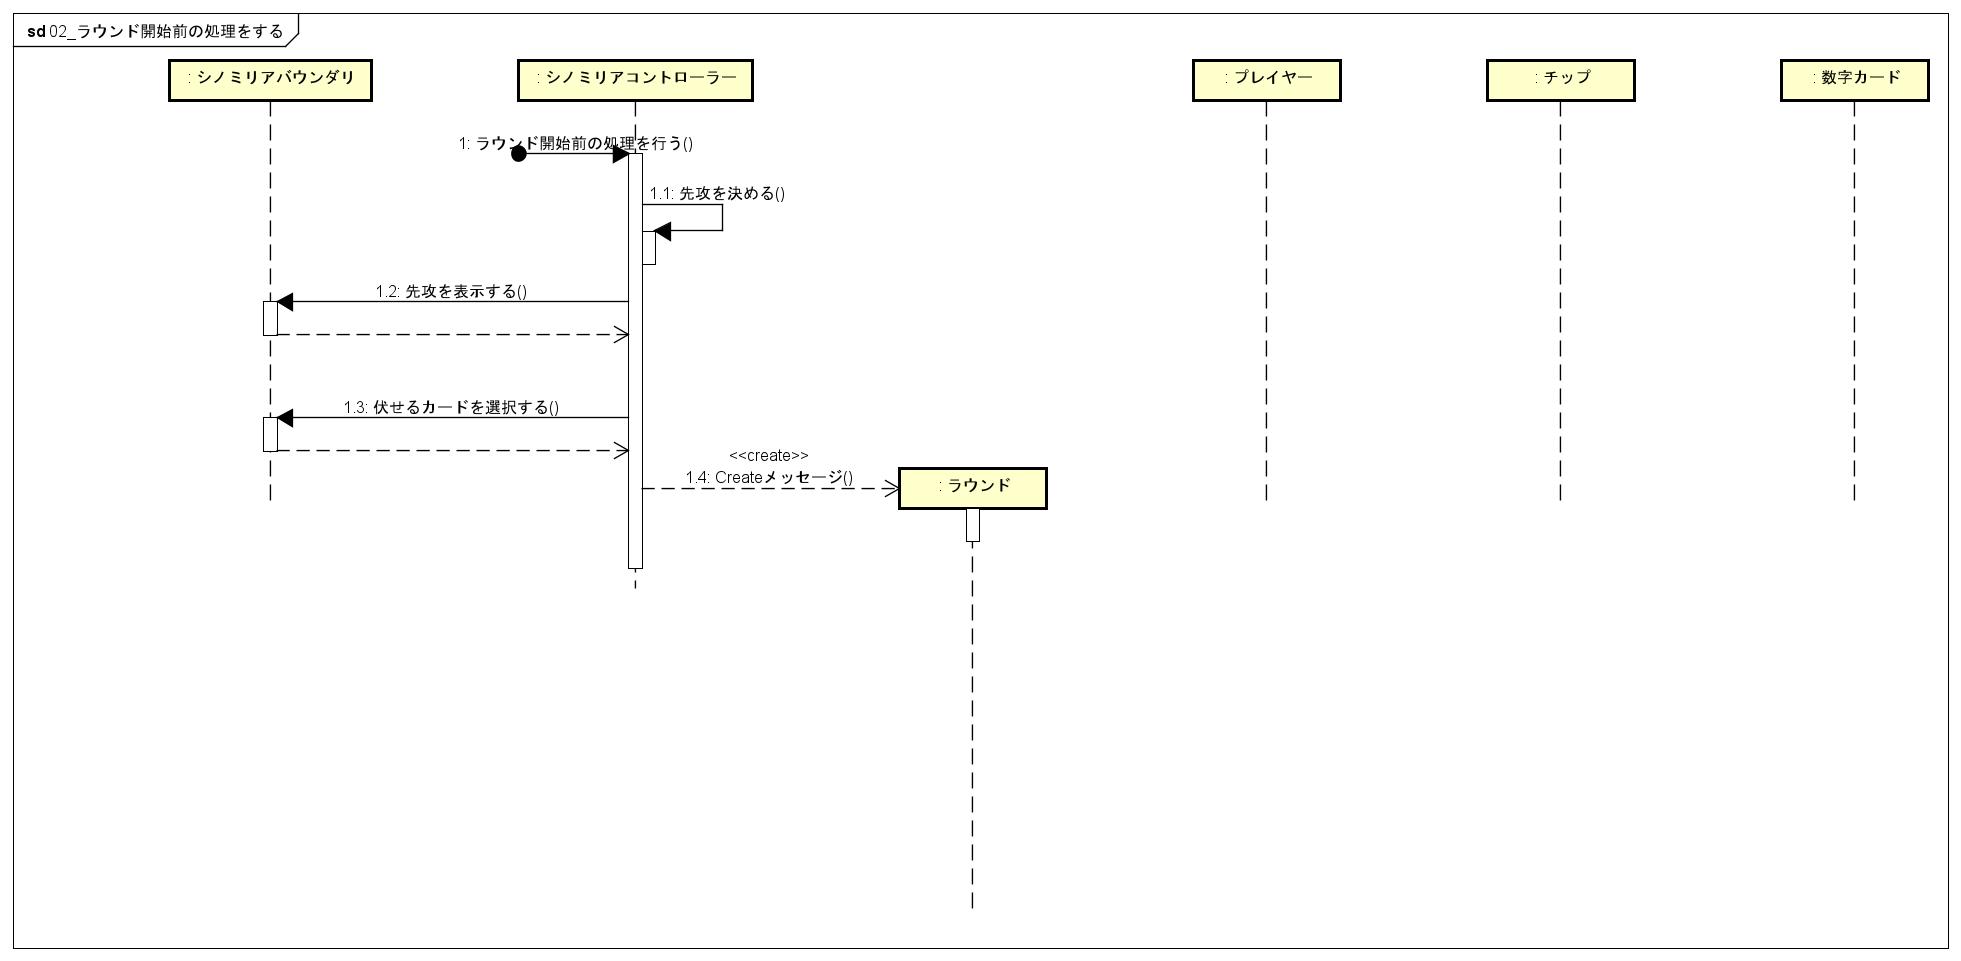 sd 02_ラウンド開始前の処理をする
: シノミリアバウンダリ
: シノミリアコントローラー
: プレイヤー
: チップ
: 数字カード
1: ラウンド開始前の処理を行う()
1.1: 先攻を決める()
1.2: 先攻を表示する()
1.3: 伏せるカードを選択する()
<<create>>
1.4: Createメッセージ()
: ラウンド